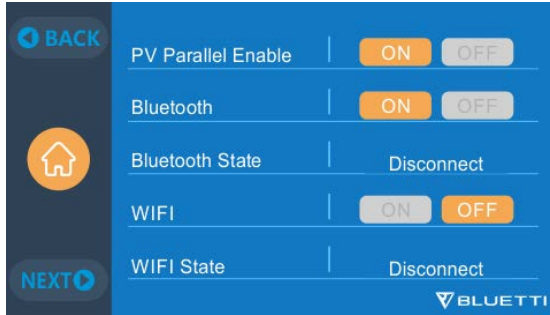 BACK
PV Parallel Enable ON OFF
Bluetooth ON OFF
Bluetooth State Disconnect
WIFI ON OFF
WIFI State Disconnect
NEXT
BLUETTI